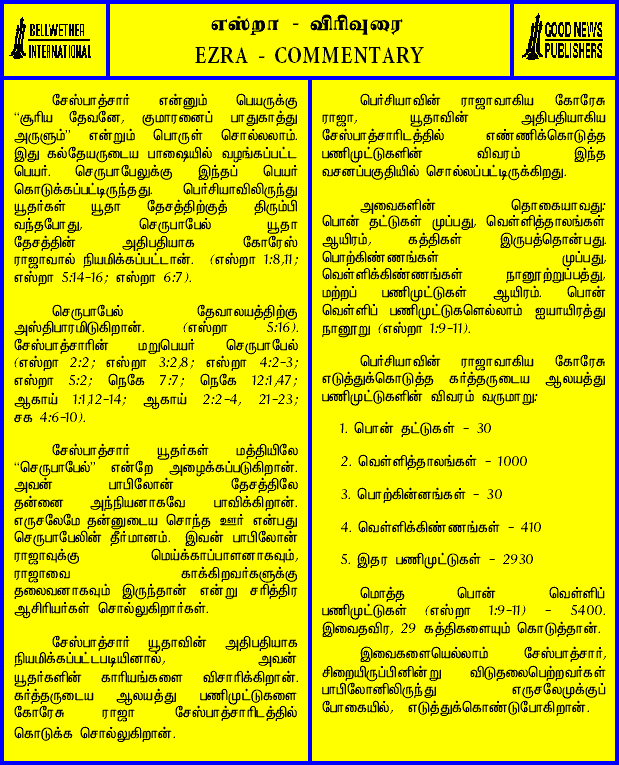 BELLWETHER
INTERNATIONAL
எஸ்றா - விரிவுரை
EZRA - COMMENTARY
GOOD NEWS
PUBLISHERS
சேஸ்பாத்சார் என்னும் பெயருக்கு
"சூரிய தேவனே, குமாரனைப் பாதுகாத்து
அருளும்" என்றும் பொருள் சொல்லலாம்.
இது கல்தேயருடைய பாஷையில் வழங்கப்பட்ட
பெயர். செருபாபேலுக்கு இந்தப் பெயர்
கொடுக்கப்பட்டிருந்தது. பெர்சியாவிலிருந்து
யூதர்கள் யூதா தேசத்திற்குத் திரும்பி
வந்தபோது, செருபாபேல் யூதா
தேசத்தின் அதிபதியாக கோரேஸ்
ராஜாவால் நியமிக்கப்பட்டான். (எஸ்றா 1:8,11;
எஸ்றா 5:14-16; எஸ்றா 6:7).
செருபாபேல் தேவாலயத்திற்கு
அஸ்திபாரமிடுகிறான். (எஸ்றா 5:16).
சேஸ்பாத்சாரின் மறுபெயர் செருபாபேல்
(எஸ்றா 2:2; எஸ்றா 3:2,8; எஸ்றா 4:2-3;
எஸ்றா 5:2; நெகே 7:7; நெகே 12:1,47;
ஆகாய் 1:1,12-14; ஆகாய் 2:2-4, 21-23;
சக 4:6-10).
சேஸ்பாத்சார் யூதர்கள் மத்தியிலே
"செருபாபேல்" என்றே அழைக்கப்படுகிறான்.
அவன் பாபிலோன் தேசத்திலே
தன்னை அந்நியனாகவே பாவிக்கிறான்.
எருசலேமே தன்னுடைய சொந்த ஊர் என்பது
செருபாபேலின் தீர்மானம். இவன் பாபிலோன்
ராஜாவுக்கு மெய்க்காப்பாளனாகவும்,
ராஜாவை காக்கிறவர்களுக்கு
தலைவனாகவும் இருந்தான் என்று சரித்திர
ஆசிரியர்கள் சொல்லுகிறார்கள்.
சேஸ்பாத்சார் யூதாவின் அதிபதியாக
நியமிக்கப்பட்டபடியினால், அவன்
யூதர்களின் காரியங்களை விசாரிக்கிறான்.
கர்த்தருடைய ஆலயத்து பணிமுட்டுகளை
கோரேசு ராஜா சேஸ்பாத்சாரிடத்தில்
கொடுக்க சொல்லுகிறான்.
பெர்சியாவின் ராஜாவாகிய கோரேசு
ராஜா, யூதாவின் அதிபதியாகிய
சேஸ்பாத்சாரிடத்தில் எண்ணிக்கொடுத்த
பணிமுட்டுகளின் விவரம் இந்த
வசனப்பகுதியில் சொல்லப்பட்டிருக்கிறது.
அவைகளின் தொகையாவது:
பொன் தட்டுகள் முப்பது, வெள்ளித்தாலங்கள்
ஆயிரம், கத்திகள் இருபத்தொன்பது.
பொற்கிண்ணங்கள் முப்பது,
வெள்ளிக்கிண்ணங்கள் நானூற்றுப்பத்து,
மற்றப் பணிமுட்டுகள் ஆயிரம். பொன்
வெள்ளிப் பணிமுட்டுகளெல்லாம் ஐயாயிரத்து
நானூறு (எஸ்றா 1:9-11).
பெர்சியாவின் ராஜாவாகிய கோரேசு
எடுத்துக்கொடுத்த கர்த்தருடைய ஆலயத்து
பணிமுட்டுகளின் விவரம் வருமாறு:
1. பொன் தட்டுகள் - 30
2. வெள்ளித்தாலங்கள் - 1000
3. பொற்கின்னங்கள் - 30
4. வெள்ளிக்கிண்ணங்கள் - 410
5. இதர பணிமுட்டுகள் - 2930
மொத்த பொன் வெள்ளிப்
பணிமுட்டுகள் (எஸ்றா 1:9-11) - 5400.
இவைதவிர, 29 கத்திகளையும் கொடுத்தான்.
இவைகளையெல்லாம் சேஸ்பாத்சார்,
சிறையிருப்பினின்று விடுதலைபெற்றவர்கள்
பாபிலோனிலிருந்து எருசலேமுக்குப்
போகையில், எடுத்துக்கொண்டுபோகிறான்.